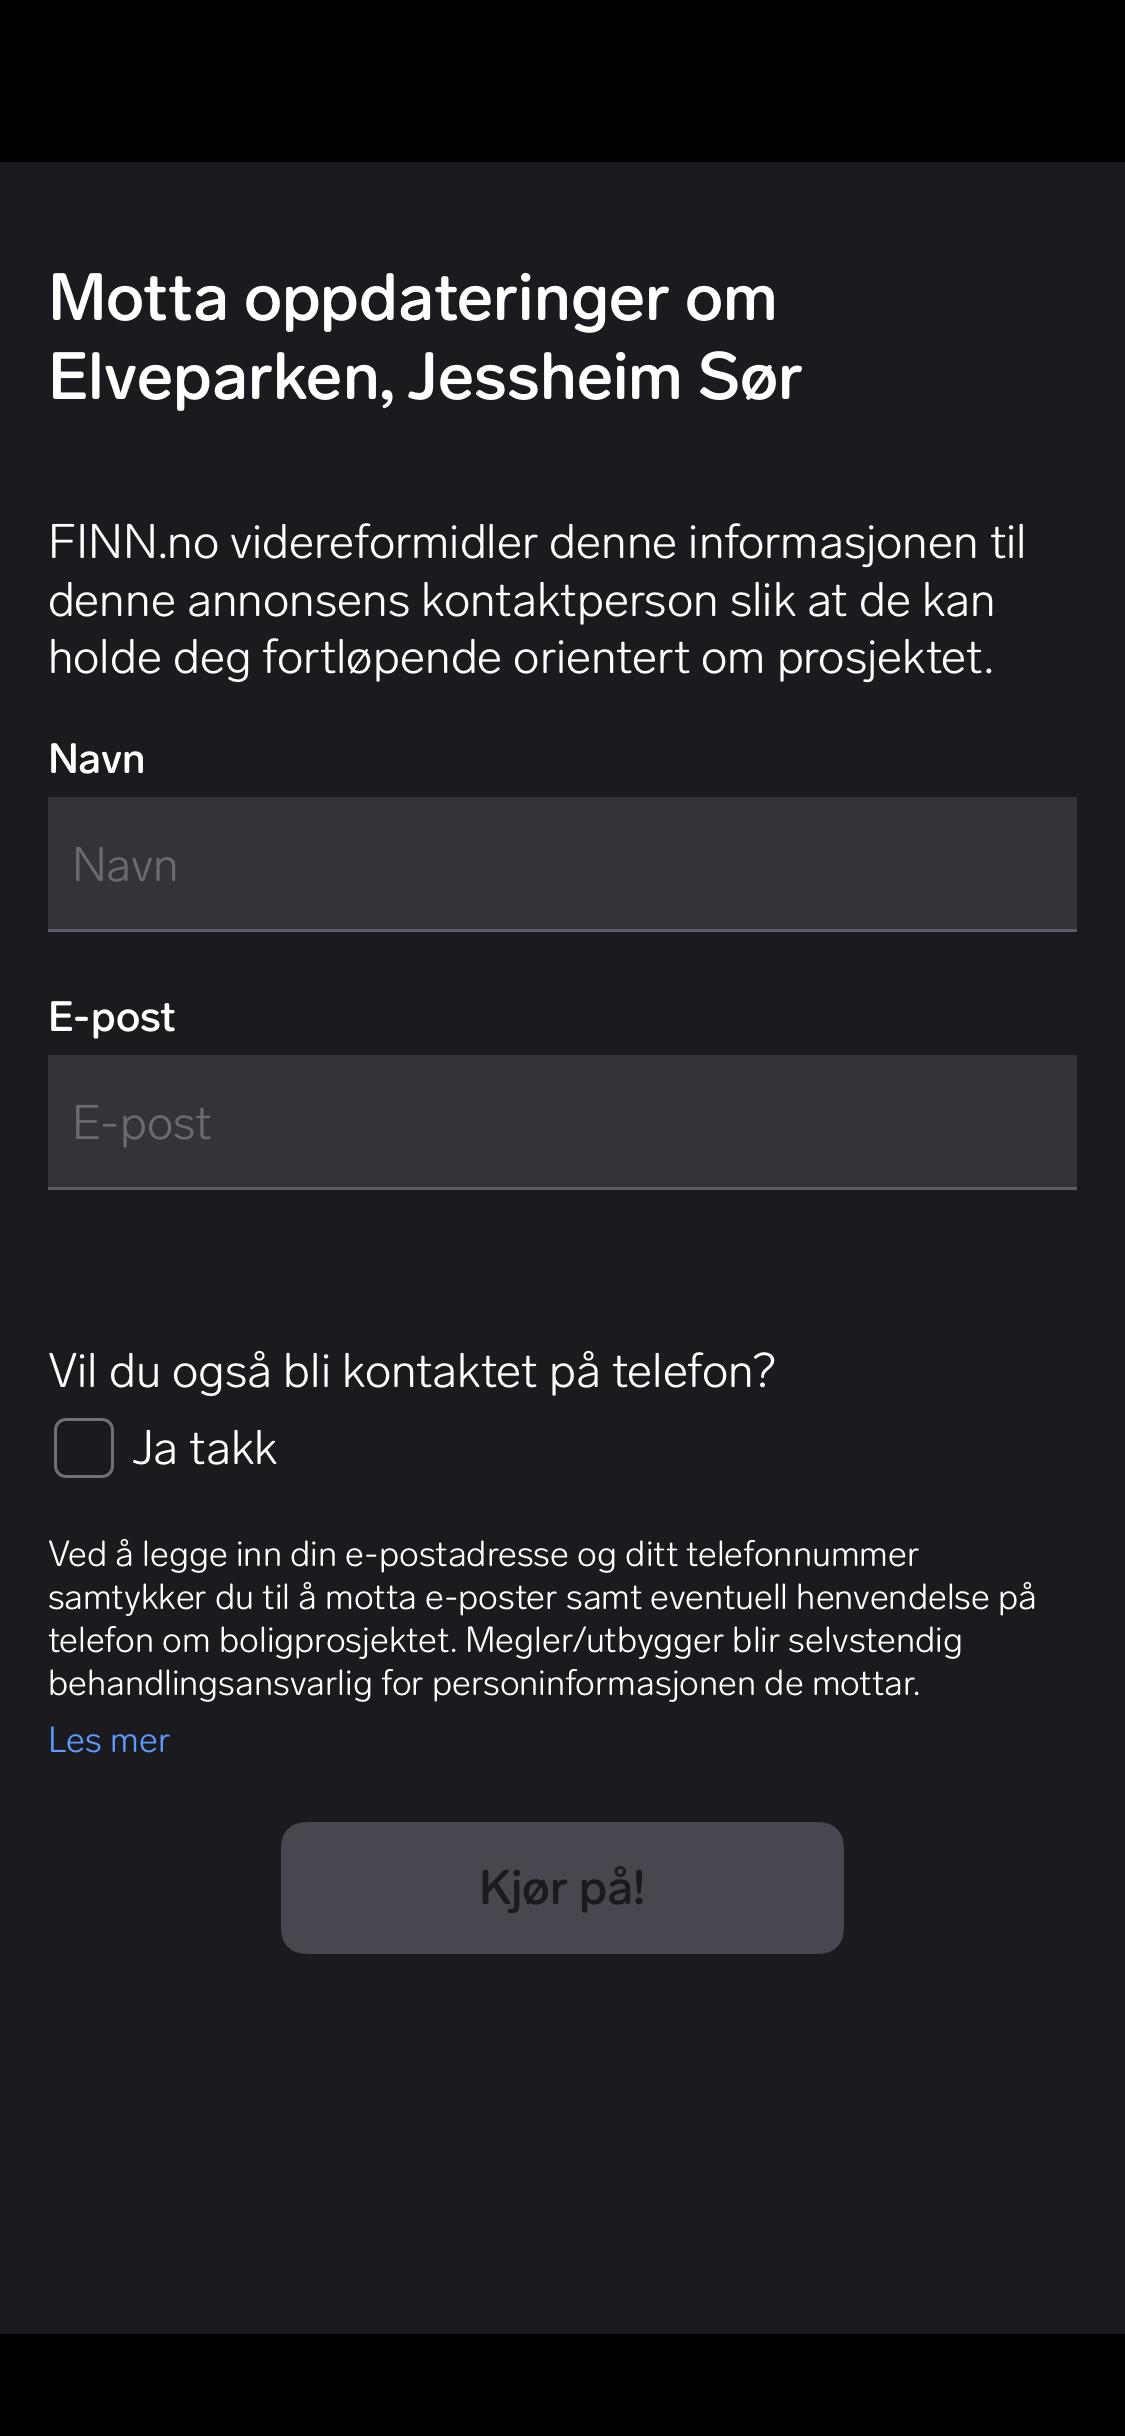 Motta oppdateringer om
Elveparken, Jessheim Sør
FINN.no videreformidler denne informasjonen til
denne annonsens kontaktperson slik at de kan
holde deg fortløpende orientert om prosjektet.
Navn
Navn
E-post
E-post
Vil du også bli kontaktet på telefon?
Ja takk
Ved å legge inn din e-postadresse og ditt telefonnummer
samtykker du til å motta e-poster samt eventuell henvendelse på
telefon om boligprosjektet. Megler/utbygger blir selvstendig
behandlingsansvarlig for personinformasjonen de mottar.
Les mer
Kjør på!